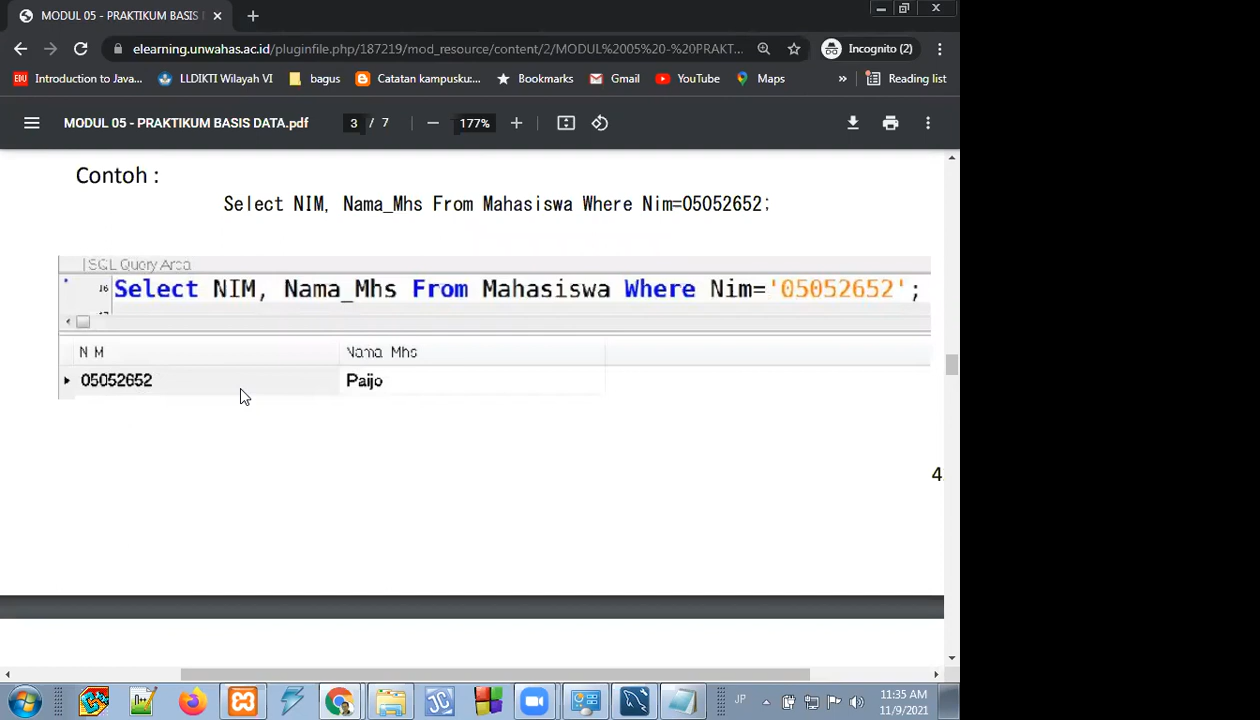 MODUL 05 - PRAKTIKUM BASIS
elearning.unwahas.ac.id/pluginfile.php/187219/mod_resource/content/2/MODUL%2005%20-%20PRAKT...
Incognito (2)
Introduction to Java...
LLDIKTI Wilayah VI
bagus
Catatan kampusku:...
Bookmarks
Gmail
YouTube
Maps
»
Reading list
MODUL 05 - PRAKTIKUM BASIS DATA.pdf
3 / 7
177%
Contoh :
Select NIM, Nama_Mhs From Mahasiswa Where Nim=05052652;
SQL Query Area
16 Select NIM, Nama_Mhs From Mahasiswa Where Nim='05052652';
NIM Nama_Mhs
05052652 Paijo
4
JP
11:35 AM
11/9/2021